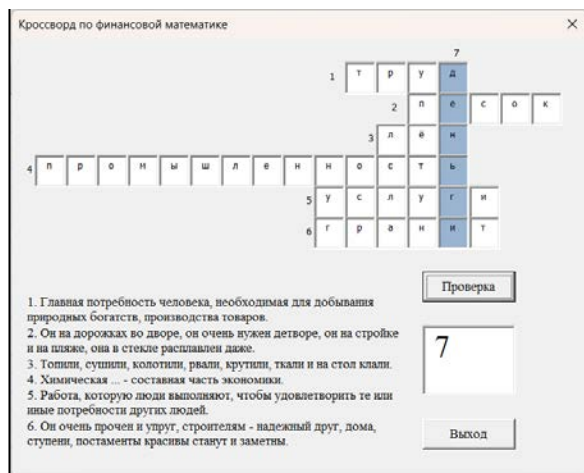 Кроссворд по финансовой математике
7
1 т р у д
2 п е с о к
3 л ё н
4 п р о м ы ш л е н н о с т ь
5 у с л у г и
6 г р а н и т
Проверка
1. Главная потребность человека, необходимая для добывания
природных богатств, производства товаров.
2. Он на дорожках во дворе, он очень нужен детворе, он на стройке
и на пляже, она в стекле расплавлен даже.
3. Топили, сушили, колотили, рвали, крутили, ткали и на стол клали.
4. Химическая ... - составная часть экономики.
5. Работа, которую люди выполняют, чтобы удовлетворить те или
иные потребности других людей.
6. Он очень прочен и упруг, строителям - надежный друг, дома,
ступени, постаменты красивы станут и заметны.
7
Выход